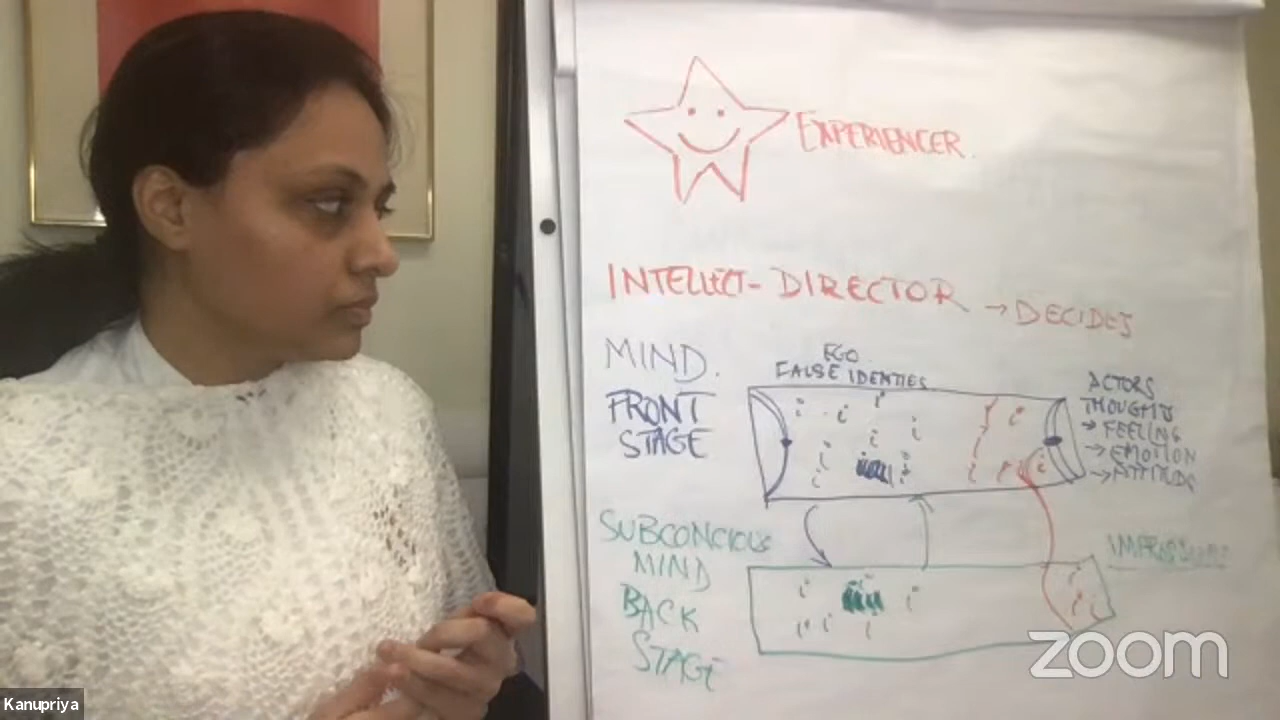 EXPERIENCER.
INTELLECT- DIRECTOR → DECIDES
MIND.
FRONT
STAGE
EGO
FALSE IDENTIES
ACTORS
THOUGHTS
→ FEELING
→ EMOTION
→ ATTITUDE
SUBCONCIOUS
MIND
BACK
STAGE
IMPRESSIONS
zoom
Kanupriya